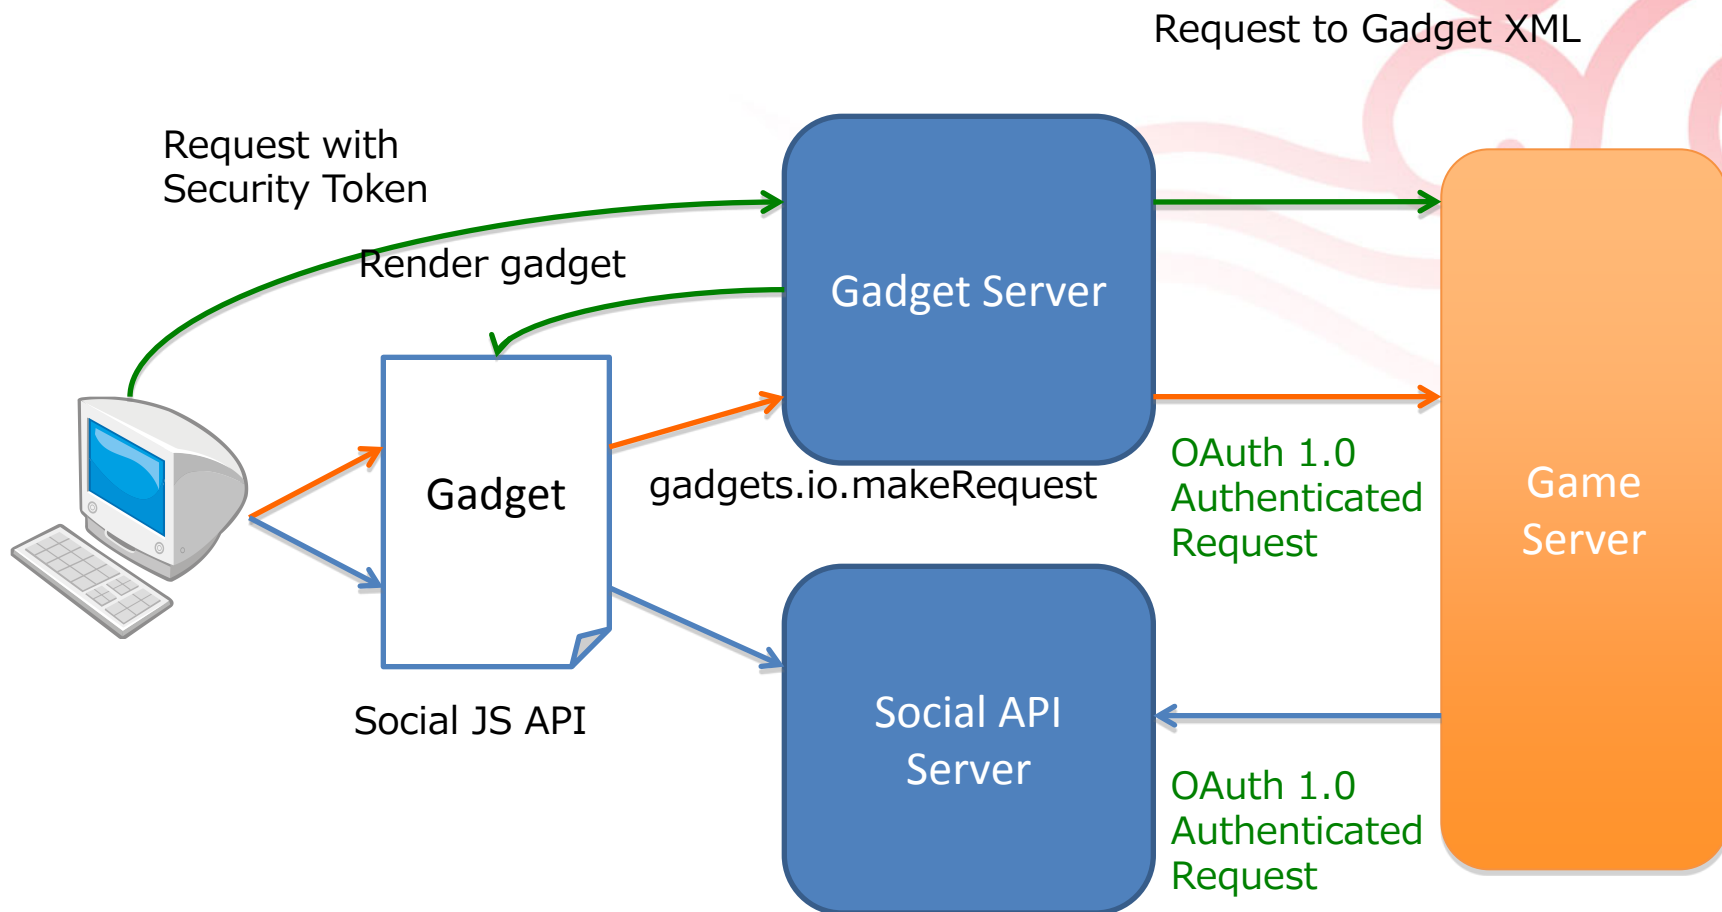 Request to Gadget XML
Request with
Security Token
Render gadget
Gadget Server
Gadget
gadgets.io.makeRequest
OAuth 1.0
Authenticated
Request
Game
Server
Social JS API
Social API
Server
OAuth 1.0
Authenticated
Request